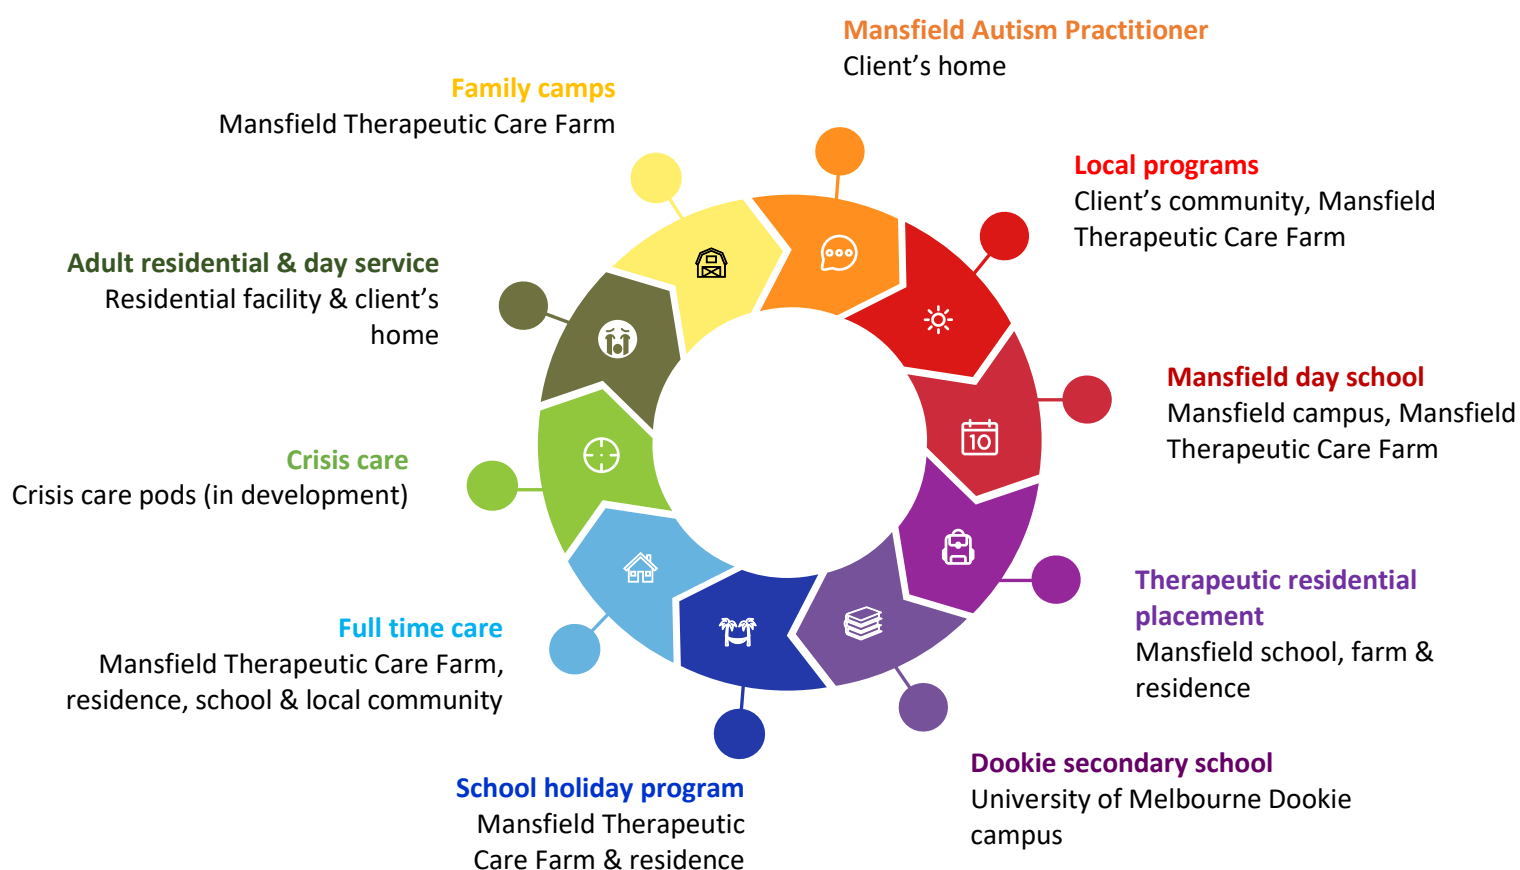 Mansfield Autism Practitioner
Client's home
Local programs
Client's community, Mansfield
Therapeutic Care Farm
Mansfield day school
Mansfield campus, Mansfield
Therapeutic Care Farm
10
Therapeutic residential
placement
Mansfield school, farm &
residence
Dookie secondary school
University of Melbourne Dookie
campus
School holiday program
Mansfield Therapeutic
Care Farm & residence
Full time care
Mansfield Therapeutic Care Farm,
residence, school & local community
Crisis care
Crisis care pods (in development)
Adult residential & day service
Residential facility & client's
home
Family camps
Mansfield Therapeutic Care Farm